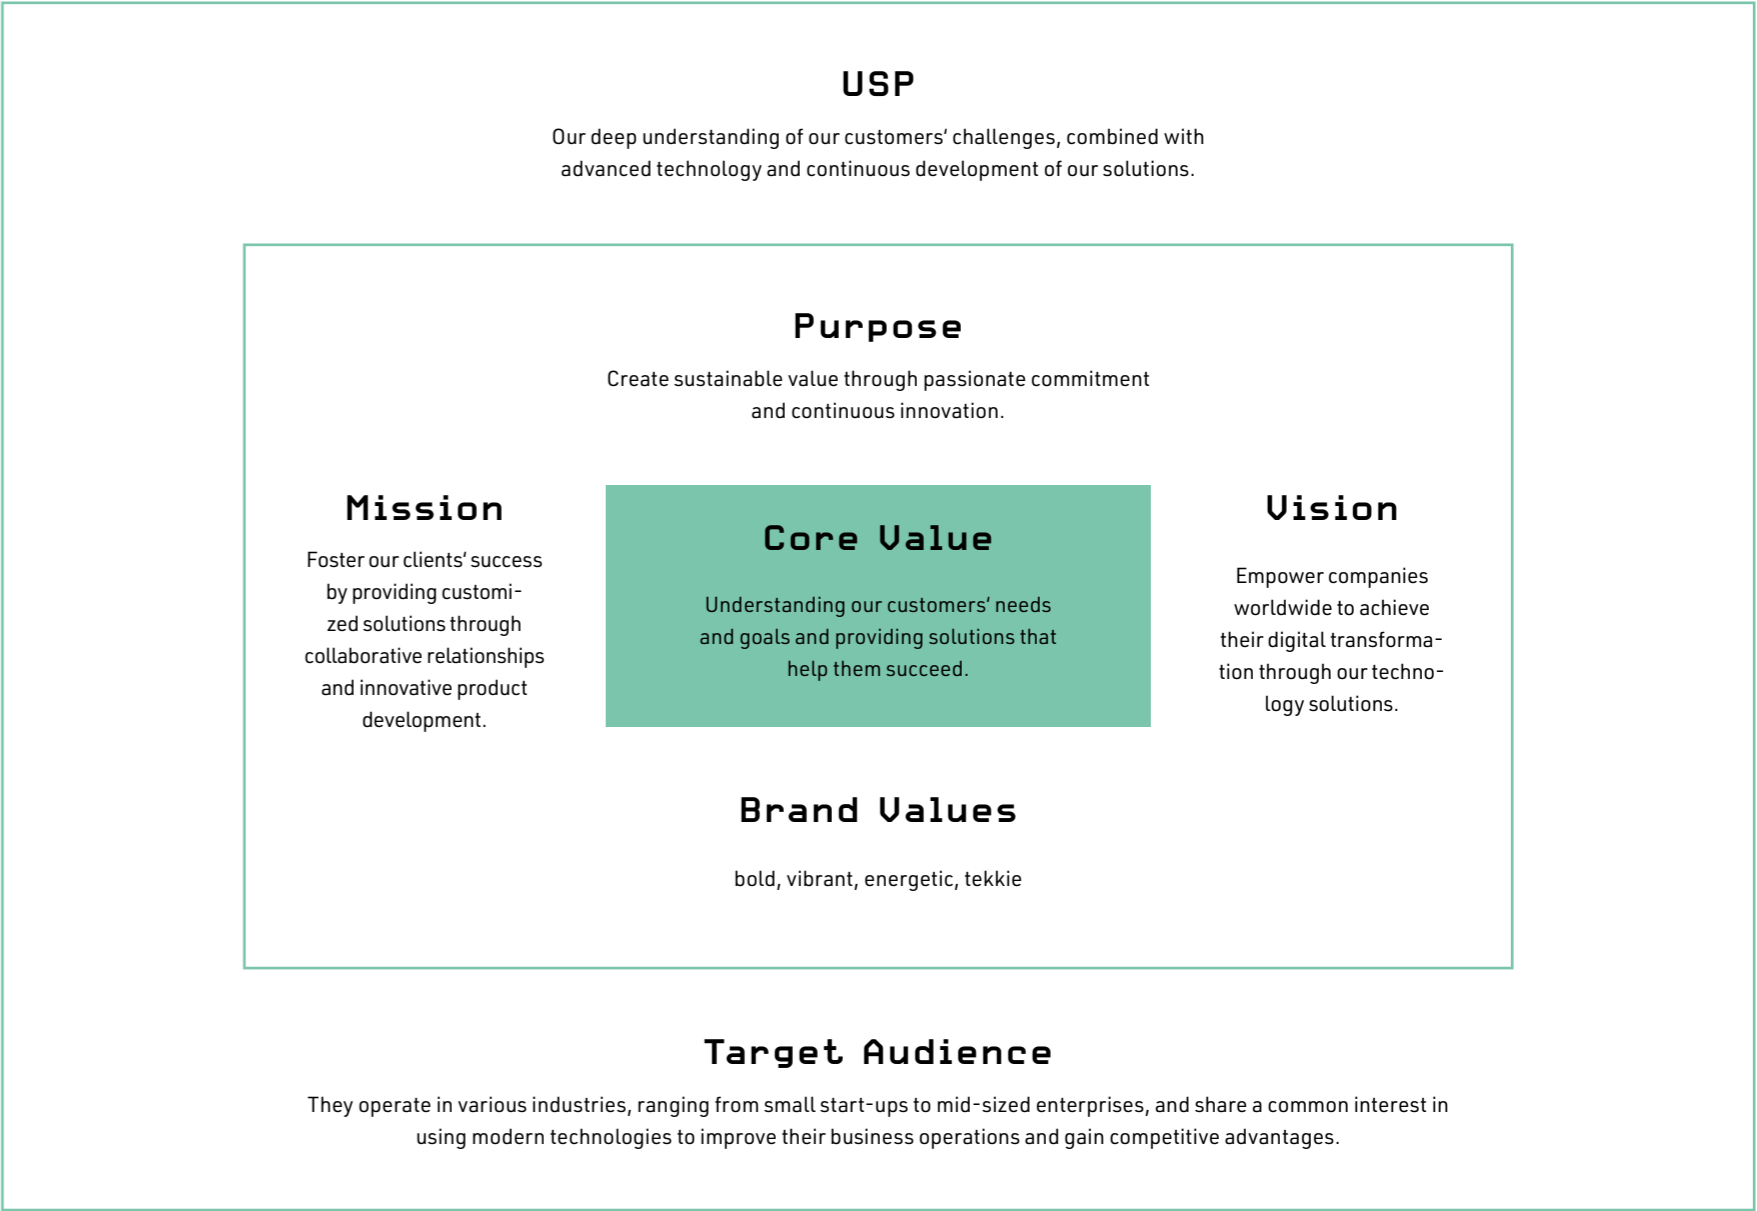 USP
Our deep understanding of our customers‘ challenges, combined with
advanced technology and continuous development of our solutions.
Purpose
Create sustainable value through passionate commitment
and continuous innovation.
Mission
Foster our clients‘ success
by providing customi-
zed solutions through
collaborative relationships
and innovative product
development.
Core Value
Understanding our customers‘ needs
and goals and providing solutions that
help them succeed.
Vision
Empower companies
worldwide to achieve
their digital transforma-
tion through our techno-
logy solutions.
Brand Values
bold, vibrant, energetic, tekkie
Target Audience
They operate in various industries, ranging from small start-ups to mid-sized enterprises, and share a common interest in
using modern technologies to improve their business operations and gain competitive advantages.